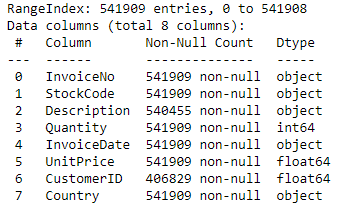 RangeIndex: 541909 entries, 0 to 541908
Data columns (total 8 columns):
 #   Column       Non-Null Count   Dtype
---  ------       --------------   -----
 0   InvoiceNo    541909 non-null  object
 1   StockCode    541909 non-null  object
 2   Description  540455 non-null  object
 3   Quantity     541909 non-null  int64
 4   InvoiceDate  541909 non-null  object
 5   UnitPrice    541909 non-null  float64
 6   CustomerID   406829 non-null  float64
 7   Country      541909 non-null  object